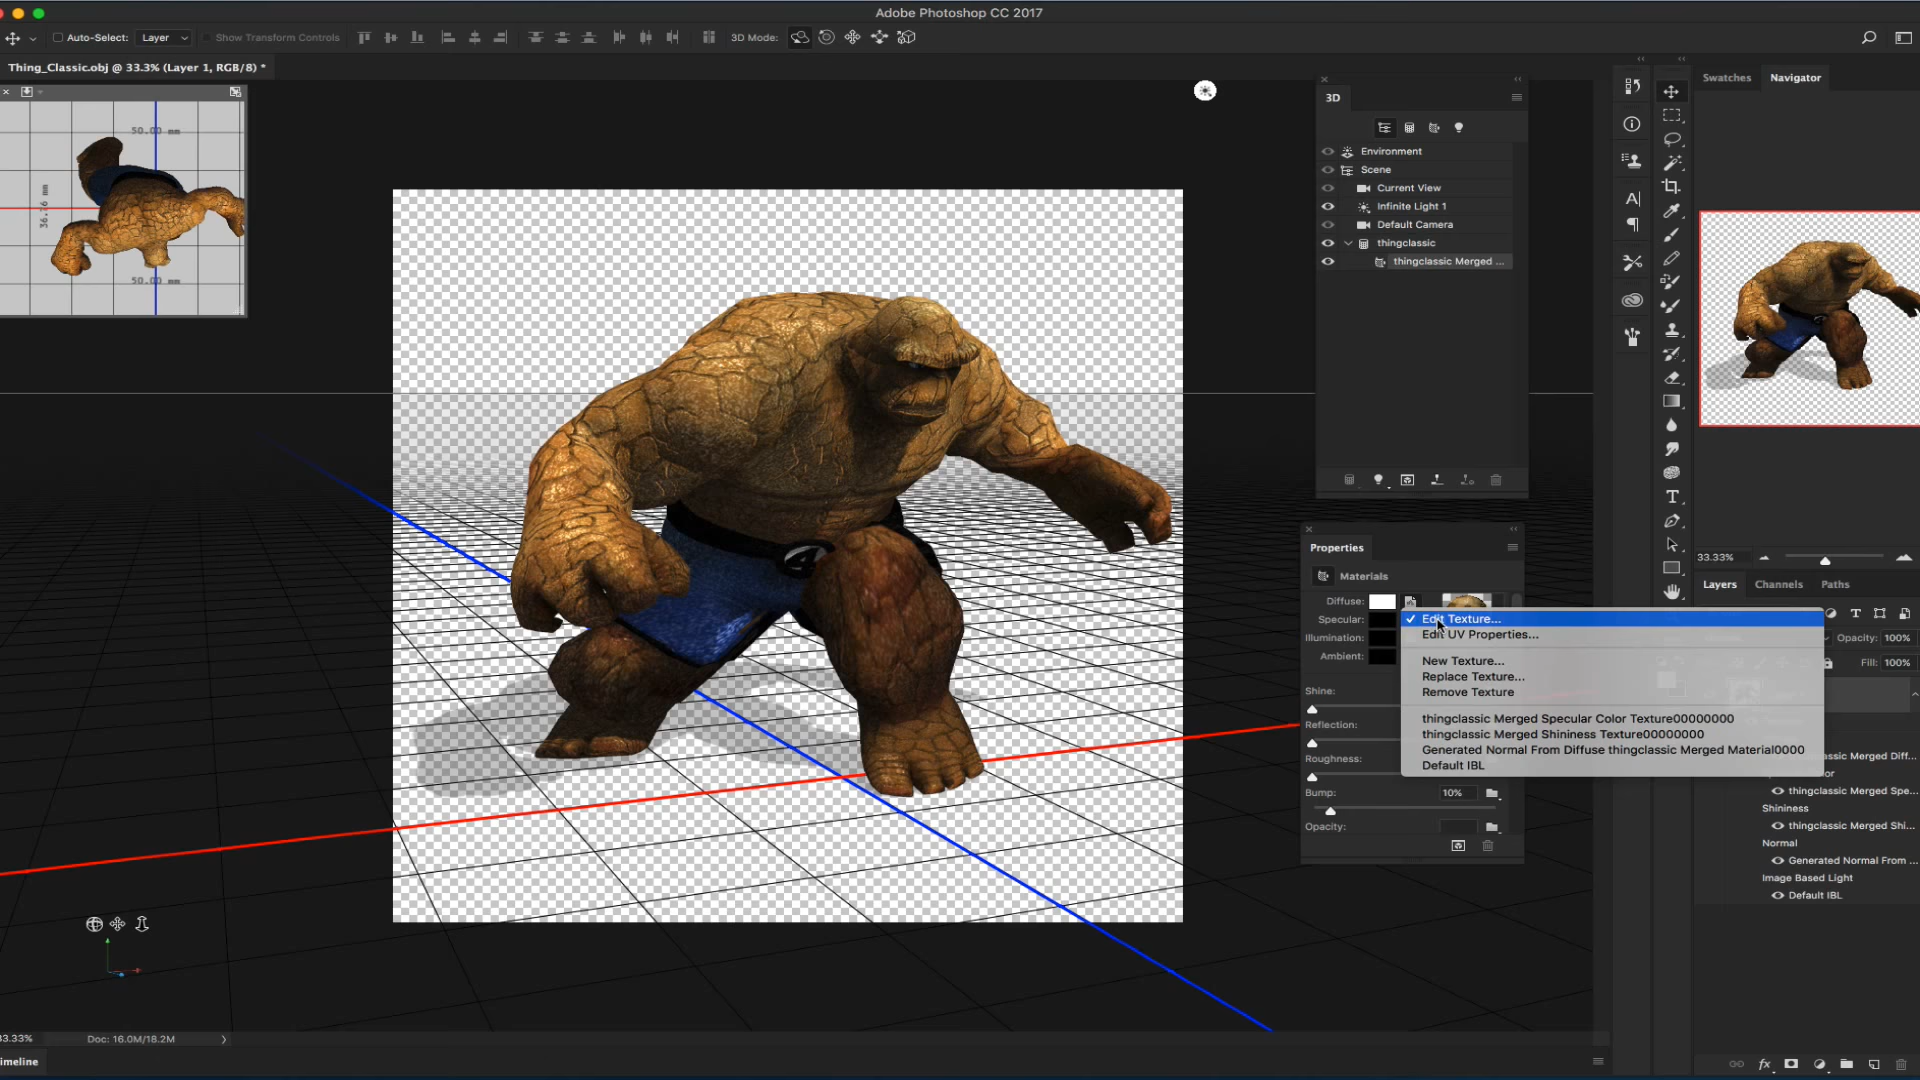 Adobe Photoshop CC 2017
Auto-Select: Layer Show Transform Controls 3D Mode:
Thing_Classic.obj @ 33.3% (Layer 1, RGB/8) *
50.00 mm
36.16 mm
50.00 mm
3D
Environment
Scene
Current View
Infinite Light 1
Default Camera
thingclassic
thingclassic Merged ...
Properties
Materials
Diffuse:
Specular:
Illumination:
Ambient:
Shine:
Reflection:
Roughness:
Bump: 10%
Opacity:
✓ Edit Texture...
Edit UV Properties...
New Texture...
Replace Texture...
Remove Texture
thingclassic Merged Specular Color Texture00000000
thingclassic Merged Shininess Texture00000000
Generated Normal From Diffuse thingclassic Merged Material0000
Default IBL
Swatches Navigator
33.33%
Layers Channels Paths
Opacity: 100%
Fill: 100%
assic Merged Diff...
or
thingclassic Merged Spe...
Shininess
thingclassic Merged Shi...
Normal
Generated Normal From ...
Image Based Light
Default IBL
33.33% Doc: 16.0M/18.2M
imeline